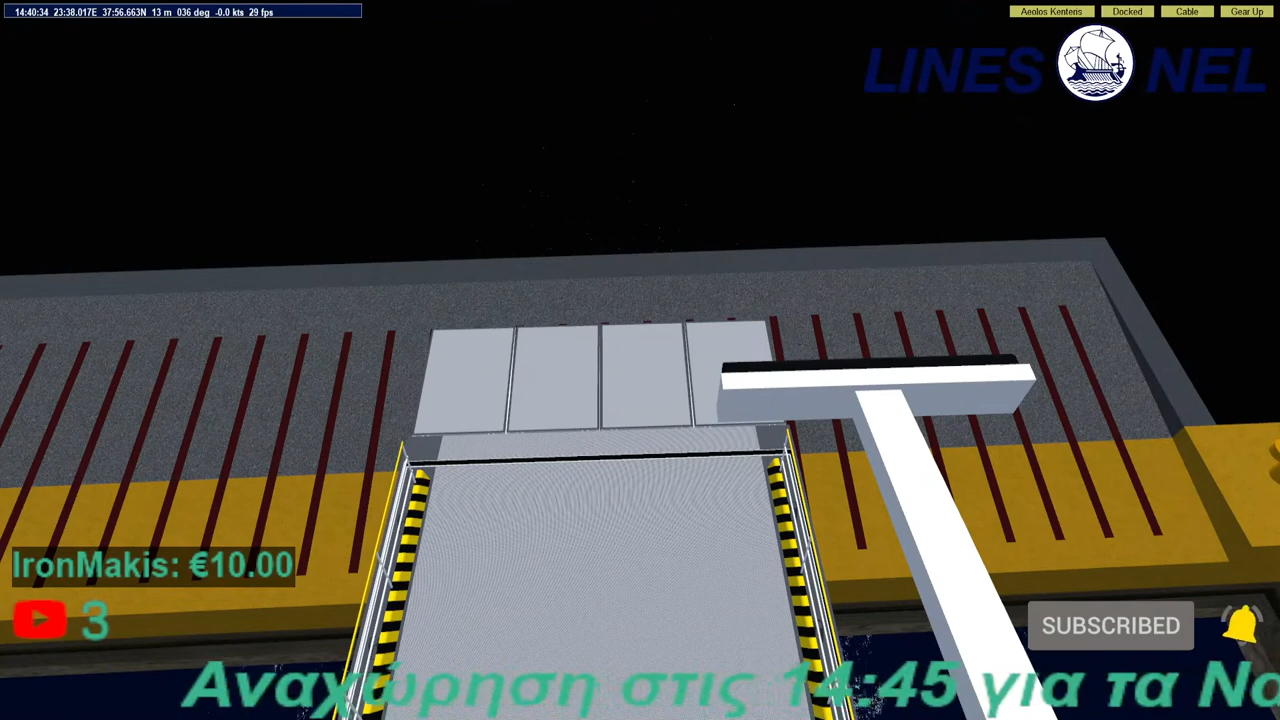 14:40:34 23:38.017E 37:56.663N 13 m 036 deg -0.0 kts 29 fps
Aeolos Kenteris Docked Cable Gear Up
LINES NEL
IronMakis: €10.00
3
SUBSCRIBED
Αναχώρηση στις 14:45 για τα